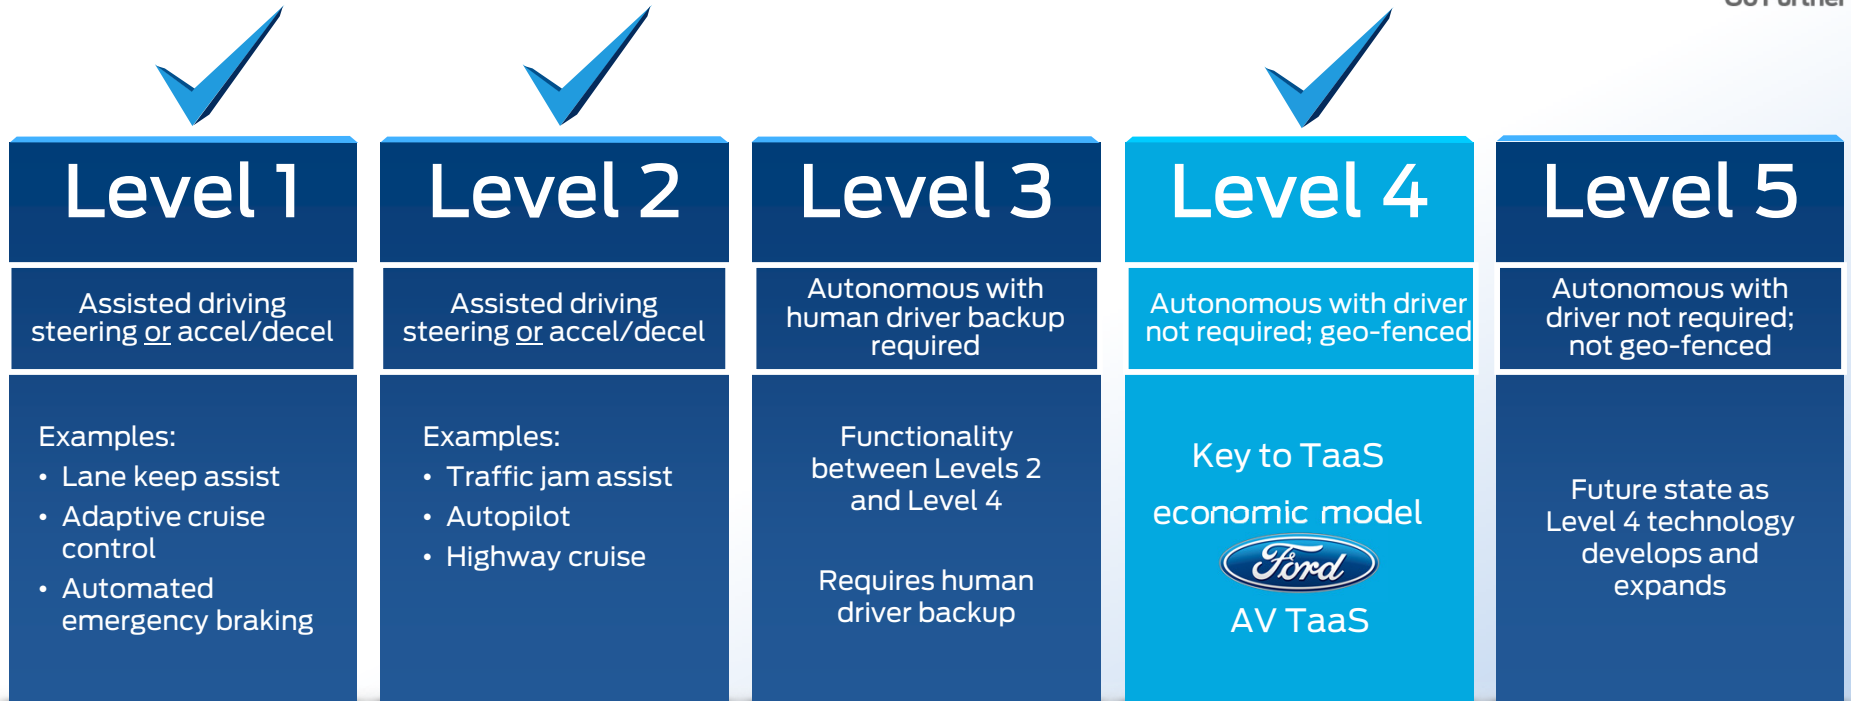 Level 1
Assisted driving
steering or accel/decel
Examples:
• Lane keep assist
• Adaptive cruise
control
• Automated
emergency braking
Level 2
Assisted driving
steering or accel/decel
Examples:
• Traffic jam assist
• Autopilot
• Highway cruise
Level 3
Autonomous with
human driver backup
required
Functionality
between Levels 2
and Level 4
Requires human
driver backup
Level 4
Autonomous with driver
not required; geo-fenced
Key to TaaS
economic model
Ford
AV TaaS
Level 5
Autonomous with
driver not required;
not geo-fenced
Future state as
Level 4 technology
develops and
expands